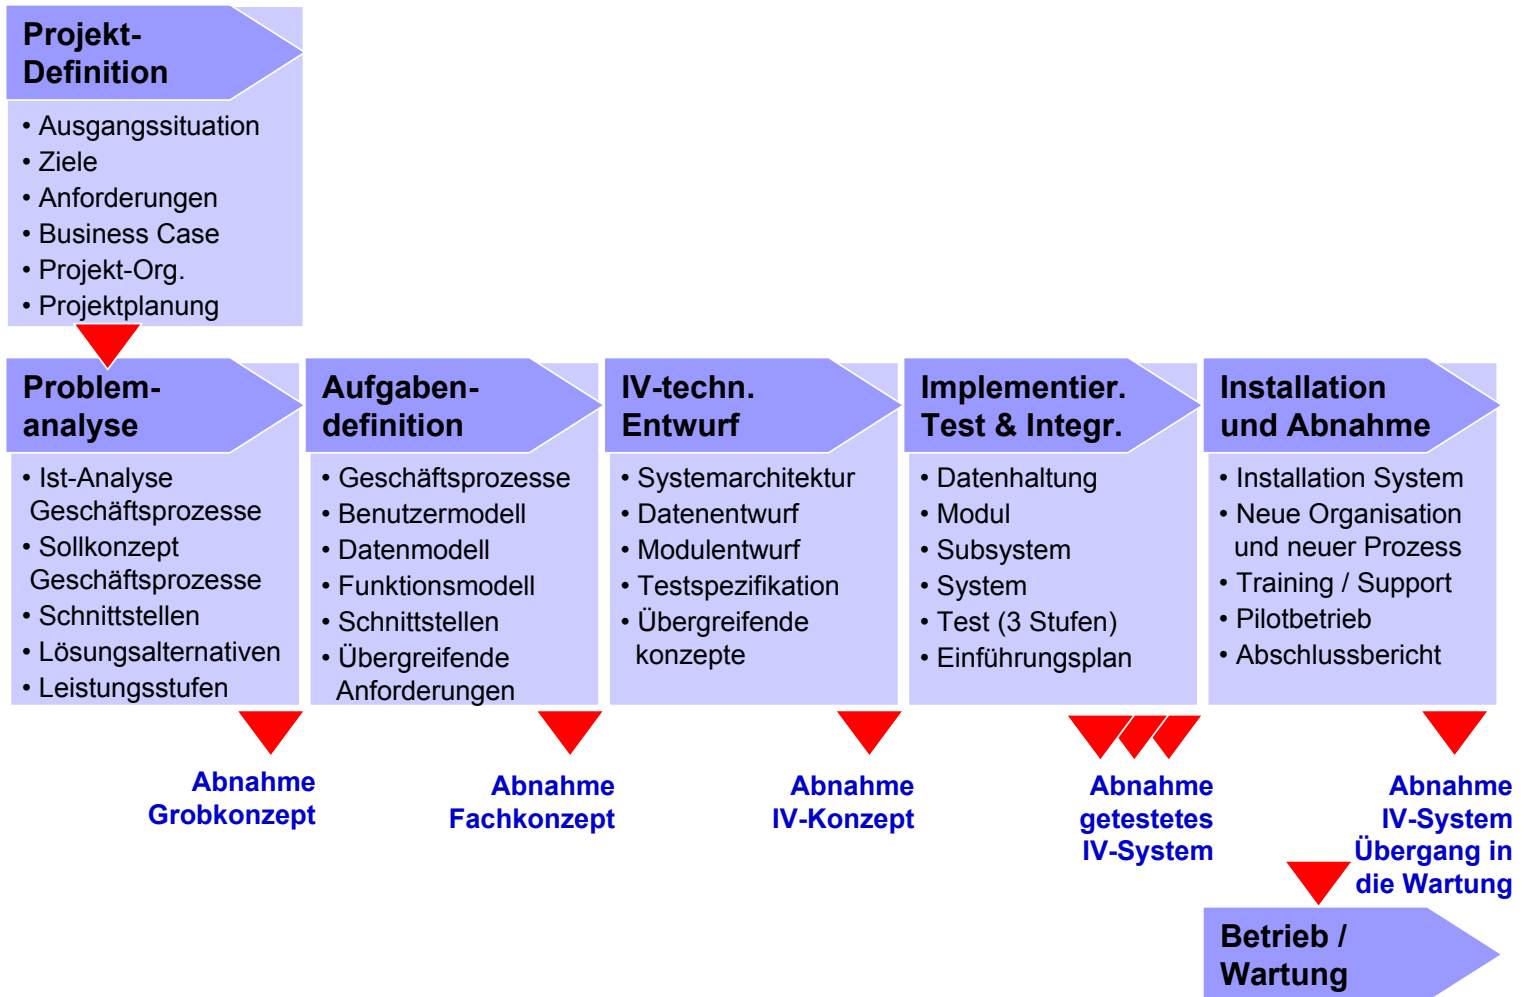 Projekt-
Definition
• Ausgangssituation
• Ziele
• Anforderungen
• Business Case
• Projekt-Org.
• Projektplanung
Problem-
analyse
• Ist-Analyse
Geschäftsprozesse
• Sollkonzept
Geschäftsprozesse
• Schnittstellen
• Lösungsalternativen
• Leistungsstufen
Abnahme
Grobkonzept
Aufgaben-
definition
• Geschäftsprozesse
• Benutzermodell
• Datenmodell
• Funktionsmodell
• Schnittstellen
• Übergreifende
Anforderungen
Abnahme
Fachkonzept
IV-techn.
Entwurf
• Systemarchitektur
• Datenentwurf
• Modulentwurf
• Testspezifikation
• Übergreifende
konzepte
Abnahme
IV-Konzept
Implementier.
Test & Integr.
• Datenhaltung
• Modul
• Subsystem
• System
• Test (3 Stufen)
• Einführungsplan
Abnahme
getestetes
IV-System
Installation
und Abnahme
• Installation System
• Neue Organisation
und neuer Prozess
• Training / Support
• Pilotbetrieb
• Abschlussbericht
Abnahme
IV-System
Übergang in
die Wartung
Betrieb /
Wartung